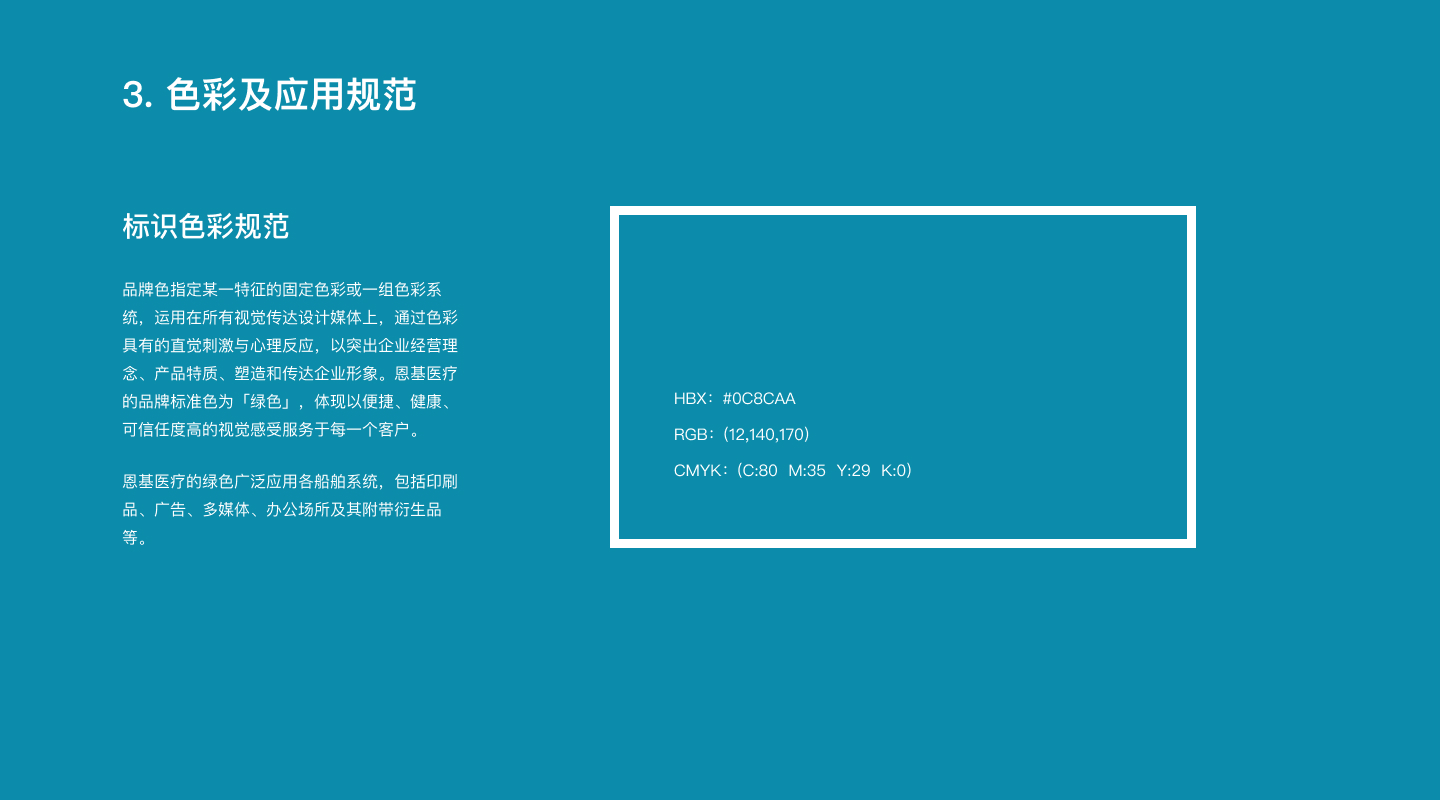 3. 色彩及应用规范
标识色彩规范
品牌色指定某一特征的固定色彩或一组色彩系
统，运用在所有视觉传达设计媒体上，通过色彩
具有的直觉刺激与心理反应，以突出企业经营理
念、产品特质、塑造和传达企业形象。恩基医疗
的品牌标准色为「绿色」，体现以便捷、健康、
可信任度高的视觉感受服务于每一个客户。
恩基医疗的绿色广泛应用各船舶系统，包括印刷
品、广告、多媒体、办公场所及其附带衍生品
等。
HBX：#0C8CAA
RGB：(12,140,170)
CMYK：(C:80 M:35 Y:29 K:0)